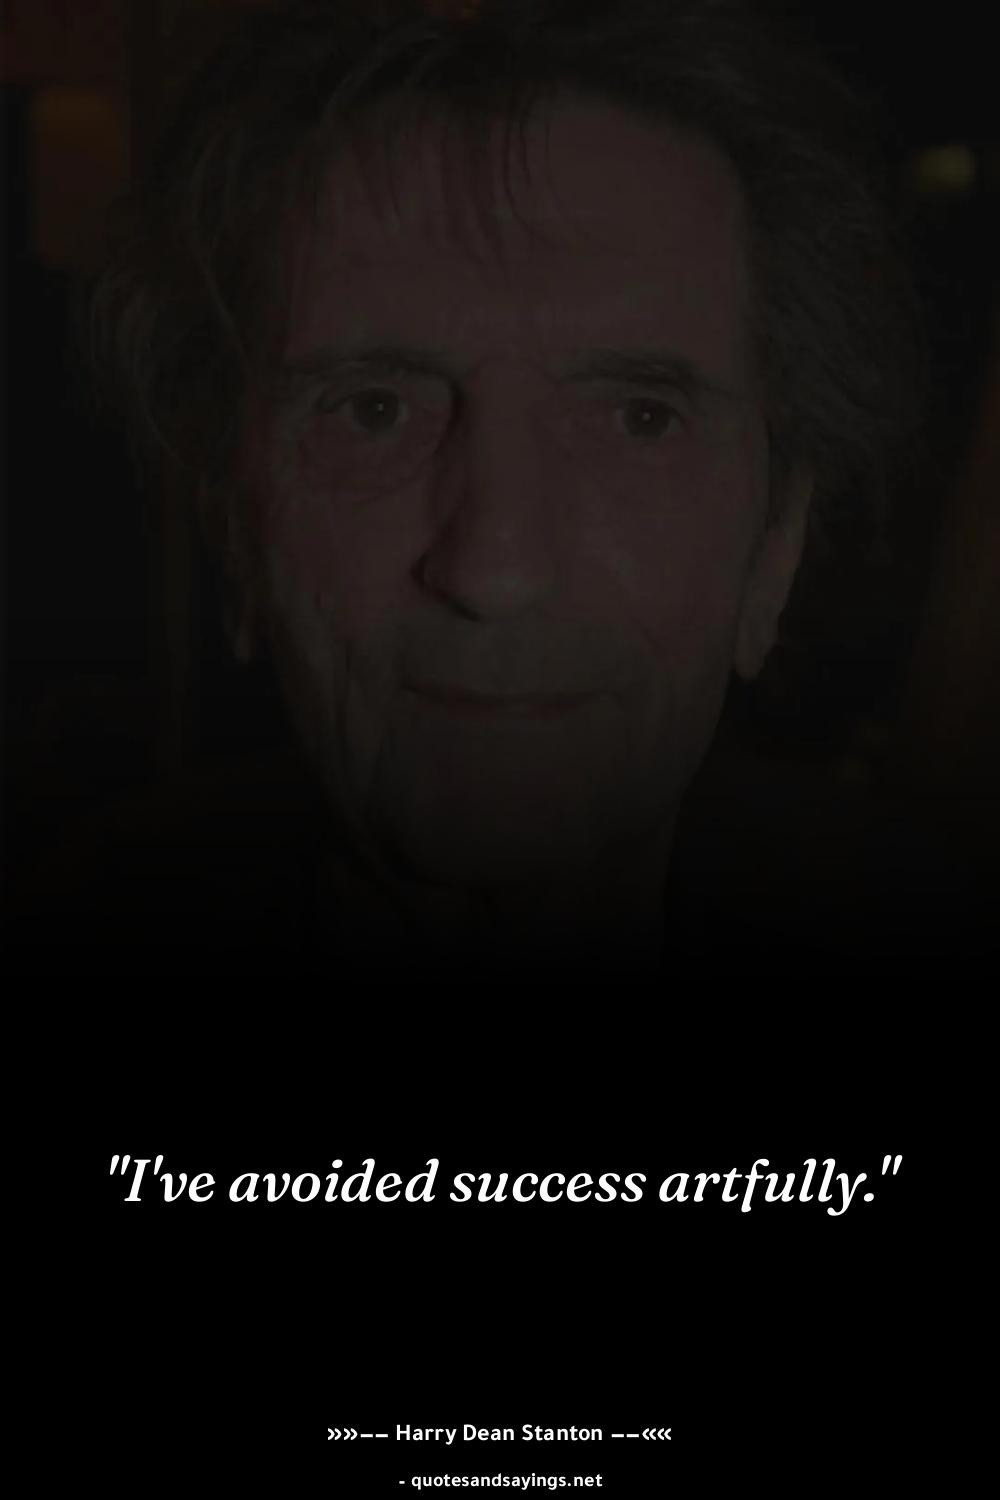 "I've avoided success artfully."
»»–– Harry Dean Stanton ––««
- quotesandsayings.net